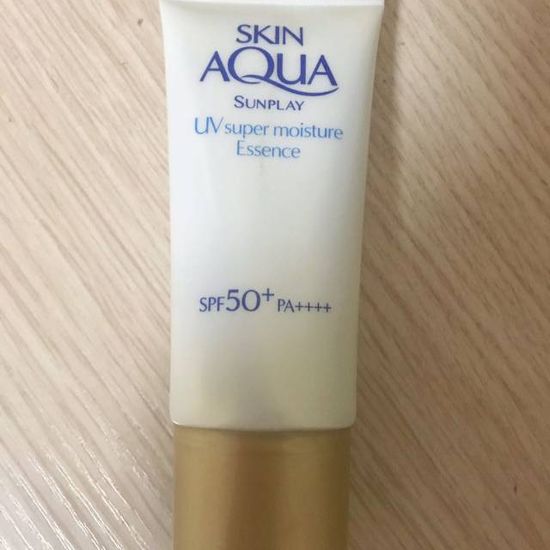 SKIN
AQUA
SUNPLAY
UV super moisture
Essence
SPF50+ PA++++